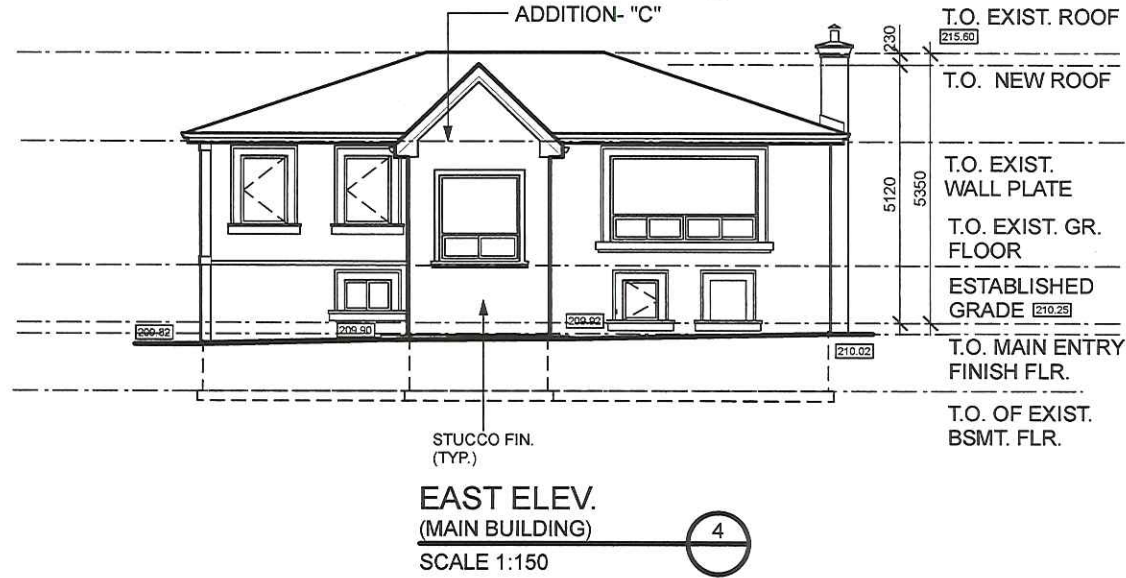 ADDITION- "C"
T.O. EXIST. ROOF
215.60
230
T.O. NEW ROOF
T.O. EXIST.
WALL PLATE
5120
5350
T.O. EXIST. GR.
FLOOR
ESTABLISHED
GRADE 210.25
209.82
209.90
209.92
210.02
T.O. MAIN ENTRY
FINISH FLR.
T.O. OF EXIST.
BSMT. FLR.
STUCCO FIN.
(TYP.)
EAST ELEV.
(MAIN BUILDING)
4
SCALE 1:150